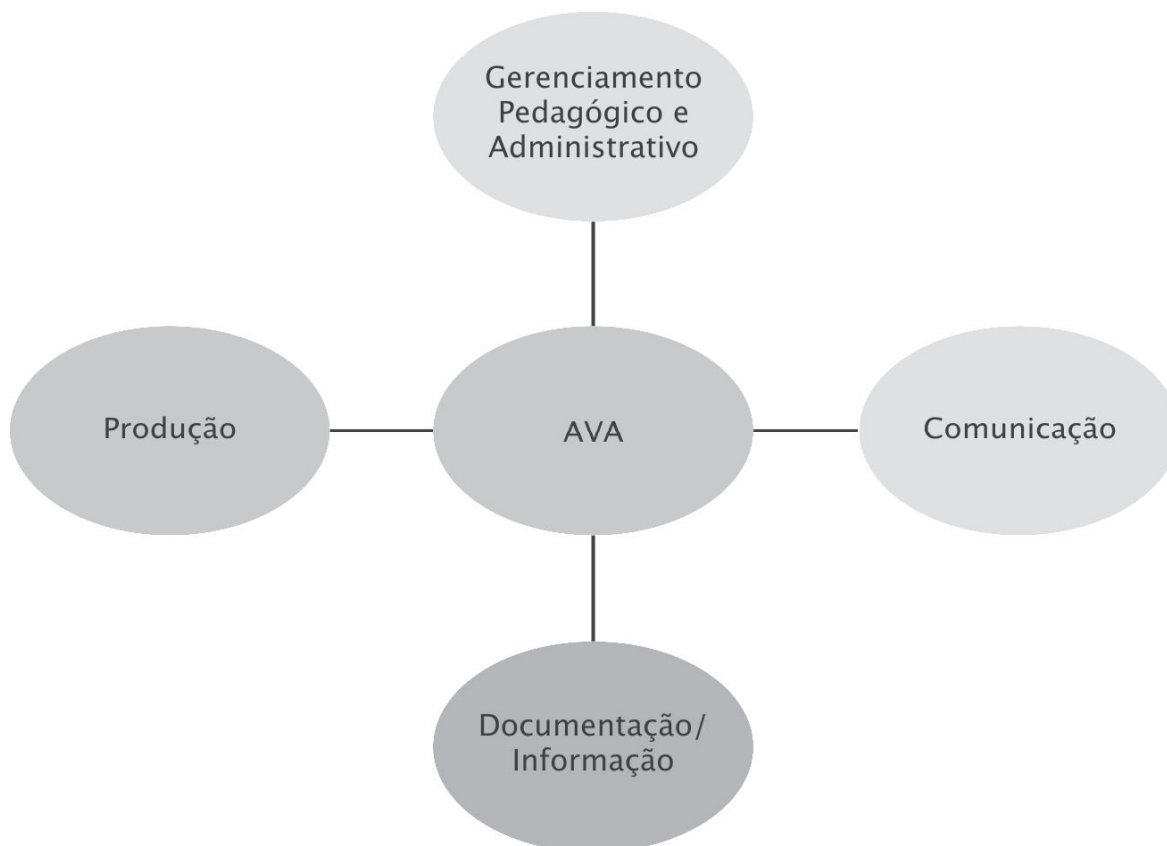 Gerenciamento
Pedagógico e
Administrativo
Produção
AVA
Comunicação
Documentação/
Informação